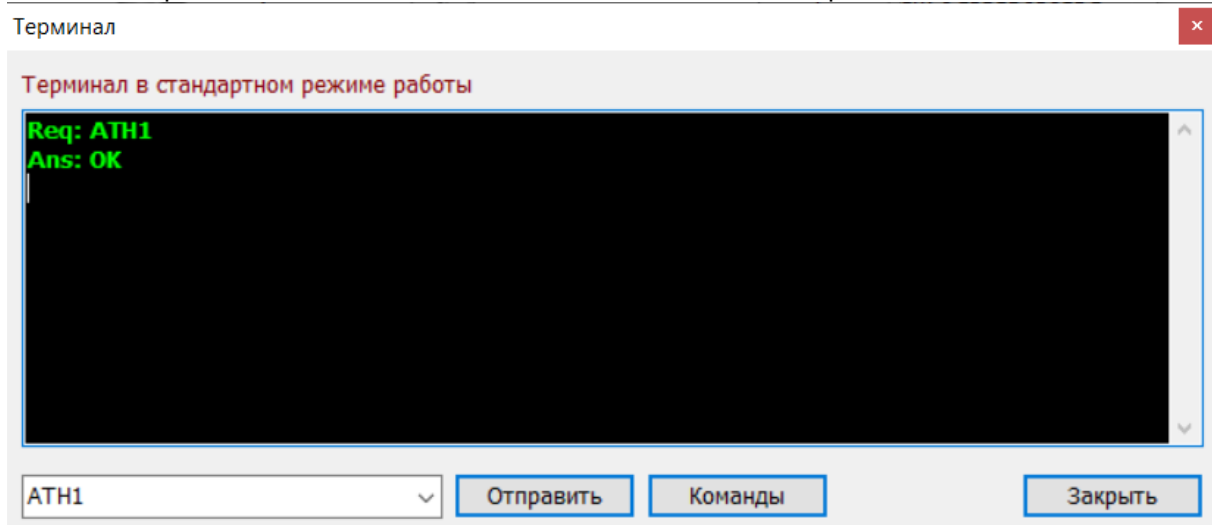 Терминал
Терминал в стандартном режиме работы
Req: ATH1
Ans: OK
ATH1
Отправить
Команды
Закрыть